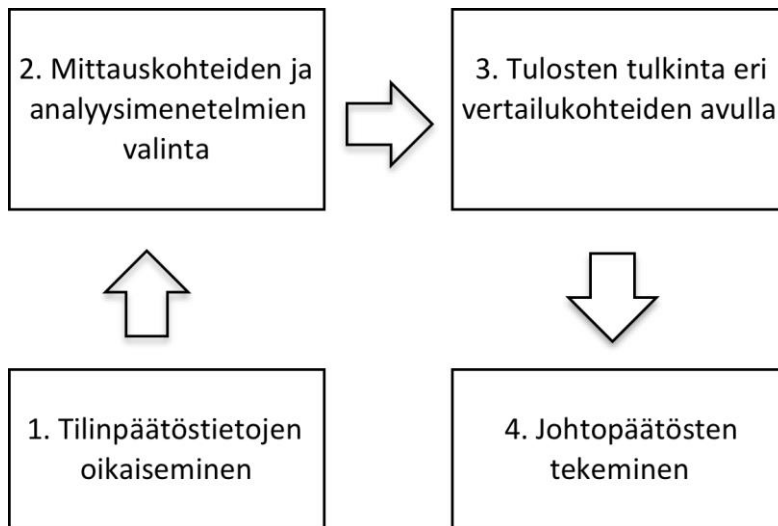 2. Mittauskohteiden ja
analyysimenetelmien
valinta
3. Tulosten tulkinta eri
vertailukohteiden avulla
1. Tilinpäätöstietojen
oikaiseminen
4. Johtopäätösten
tekeminen